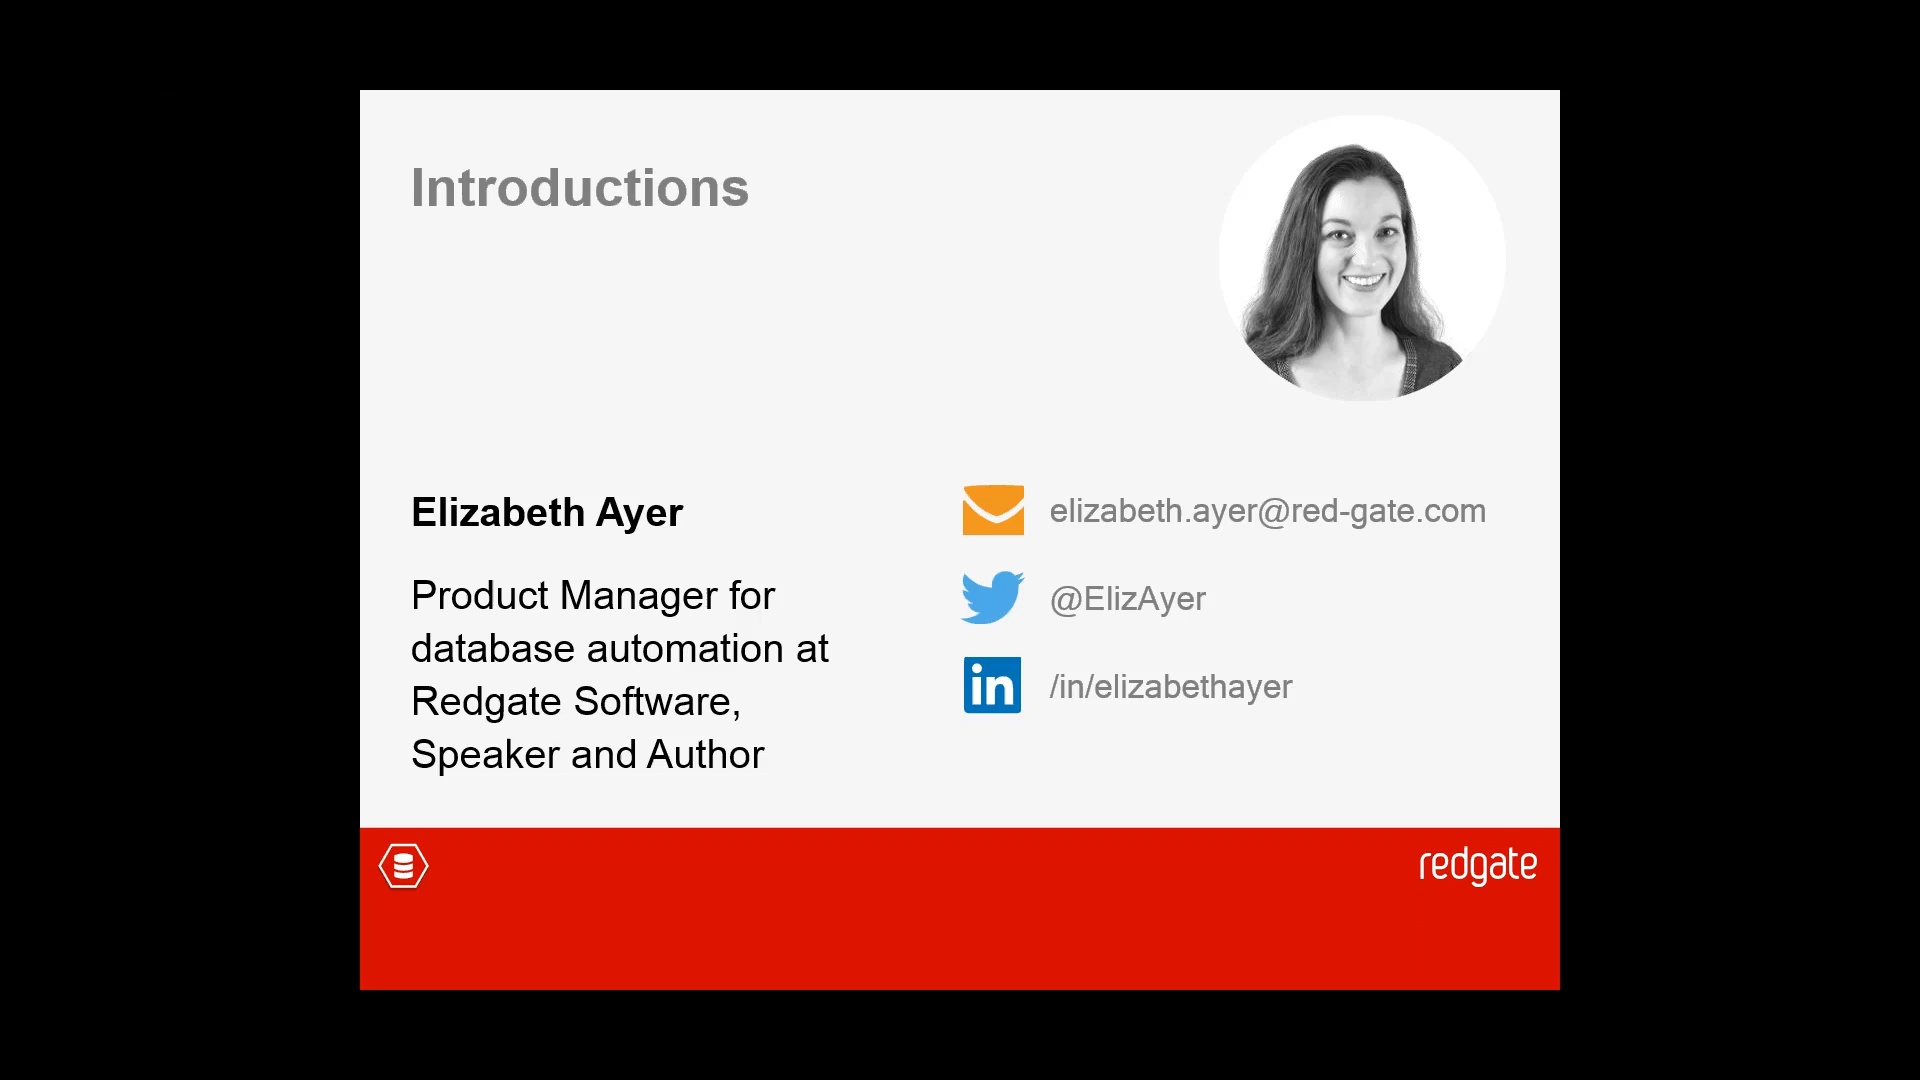 Introductions
Elizabeth Ayer
Product Manager for
database automation at
Redgate Software,
Speaker and Author
elizabeth.ayer@red-gate.com
@ElizAyer
in
/in/elizabethayer
redgate